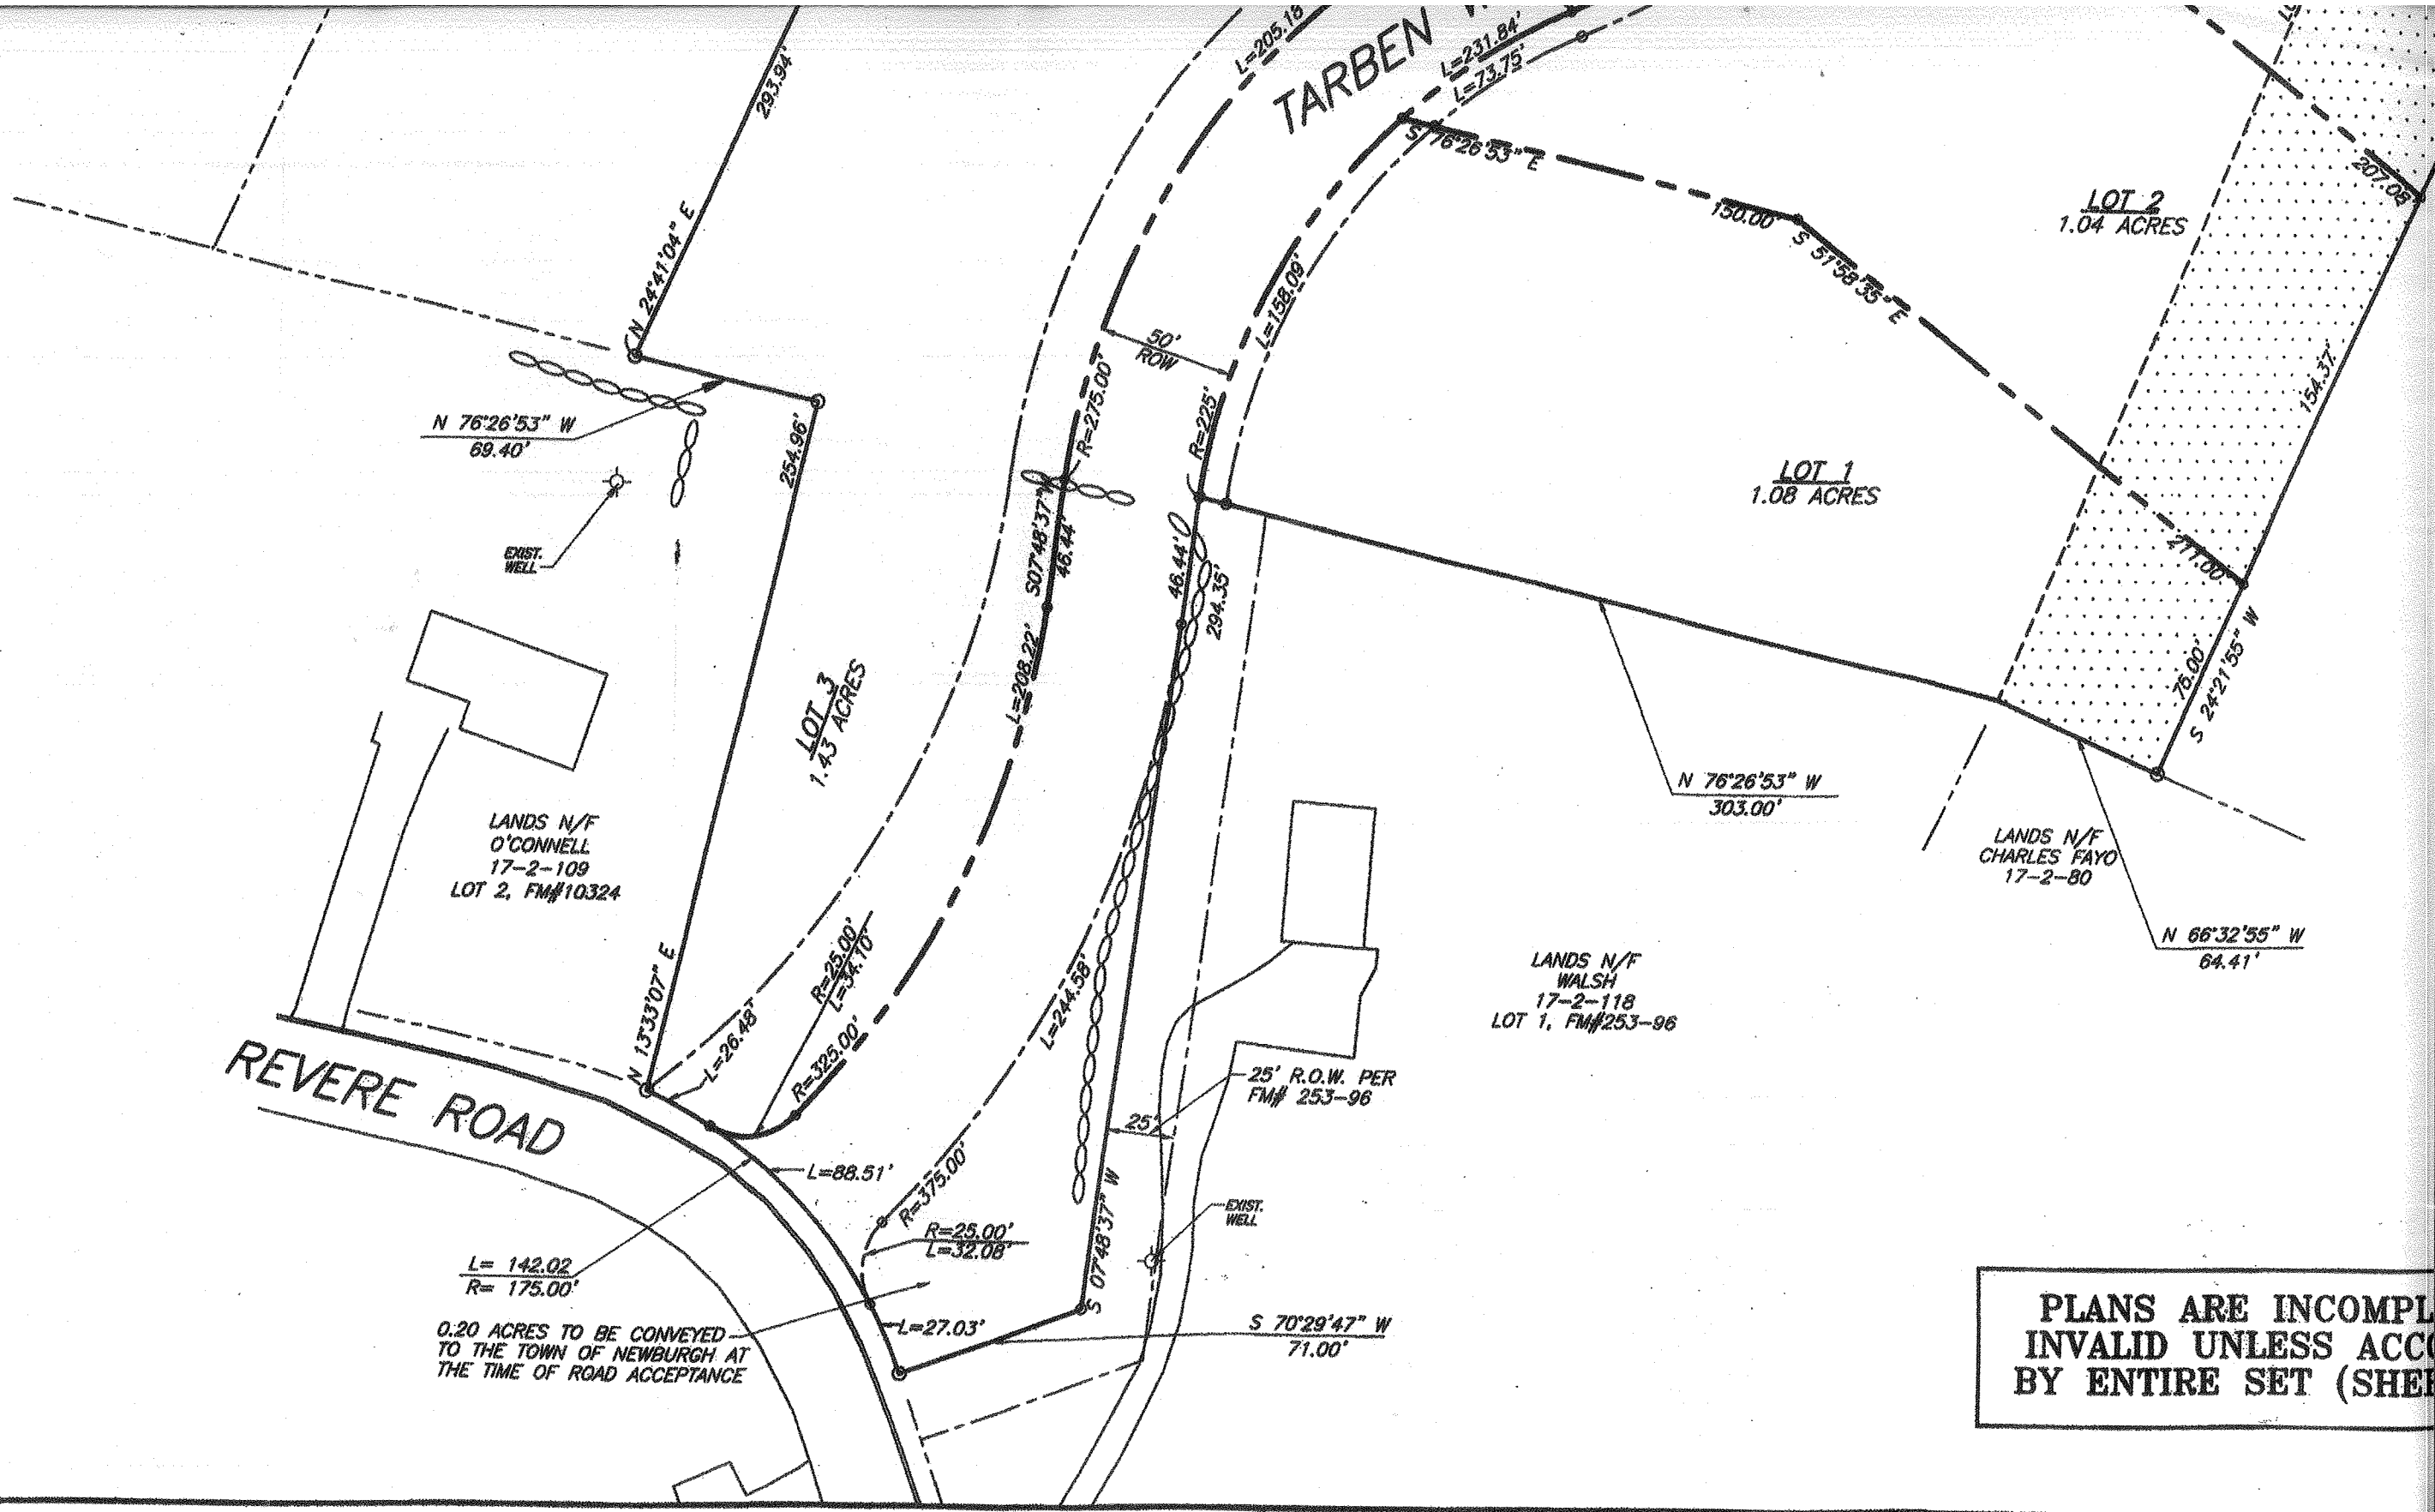 L=205.18'
TARBEN
L=231.84'
L=73.75'
293.94'
N 24°41'04" E
S 76°26'53" E
150.00'
S 51°58'35" E
LOT 2
1.04 ACRES
207.08'
154.37'
50'
ROW
L=158.09'
R=275.00'
R=225'
N 76°26'53" W
69.40'
254.96'
EXIST.
WELL
S07°48'37"W
46.44'
46.44'
294.35'
LOT 1
1.08 ACRES
277.00'
75.00'
S 24°21'55" W
L=208.22'
LOT 3
1.43 ACRES
N 76°26'53" W
303.00'
LANDS N/F
O'CONNELL
17-2-109
LOT 2, FM#10324
LANDS N/F
CHARLES FAYO
17-2-80
N 66°32'55" W
64.41'
LANDS N/F
WALSH
17-2-118
LOT 1, FM#253-96
N 13°33'07" E
R=25.00'
L=34.10'
L=26.48'
R=325.00'
L=244.58'
REVERE ROAD
25' R.O.W. PER
FM# 253-96
25'
L=88.51'
R=375.00'
S 07°48'37" W
EXIST.
WELL
R=25.00'
L=32.08'
L= 142.02
R= 175.00'
0.20 ACRES TO BE CONVEYED
TO THE TOWN OF NEWBURGH AT
THE TIME OF ROAD ACCEPTANCE
L=27.03'
S 70°29'47" W
71.00'
PLANS ARE INCOMPL
INVALID UNLESS ACCO
BY ENTIRE SET (SHE